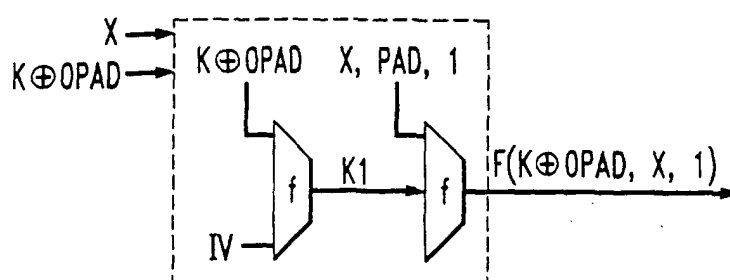 X
K⊕OPAD
K⊕OPAD
X, PAD, 1
f
K1
f
F(K⊕OPAD, X, 1)
IV